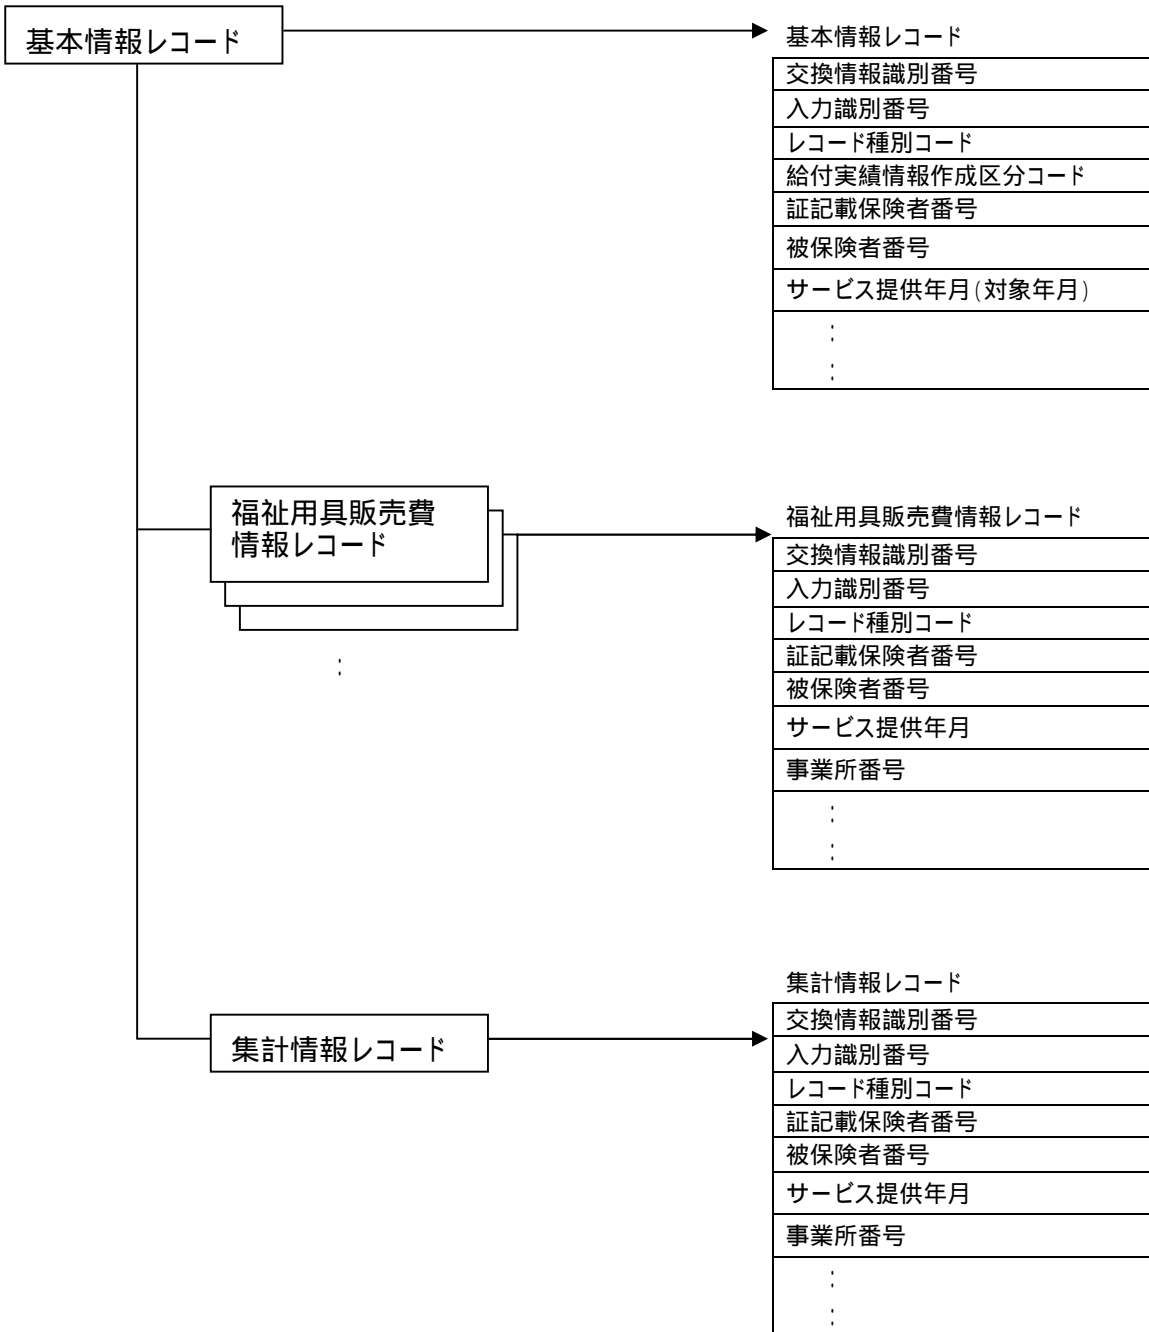 基本情報レコード
基本情報レコード
交換情報識別番号
入力識別番号
レコード種別コード
給付実績情報作成区分コード
証記載保険者番号
被保険者番号
サービス提供年月(対象年月)
:
:
福祉用具販売費
情報レコード
:
福祉用具販売費情報レコード
交換情報識別番号
入力識別番号
レコード種別コード
証記載保険者番号
被保険者番号
サービス提供年月
事業所番号
:
:
集計情報レコード
集計情報レコード
交換情報識別番号
入力識別番号
レコード種別コード
証記載保険者番号
被保険者番号
サービス提供年月
事業所番号
:
: